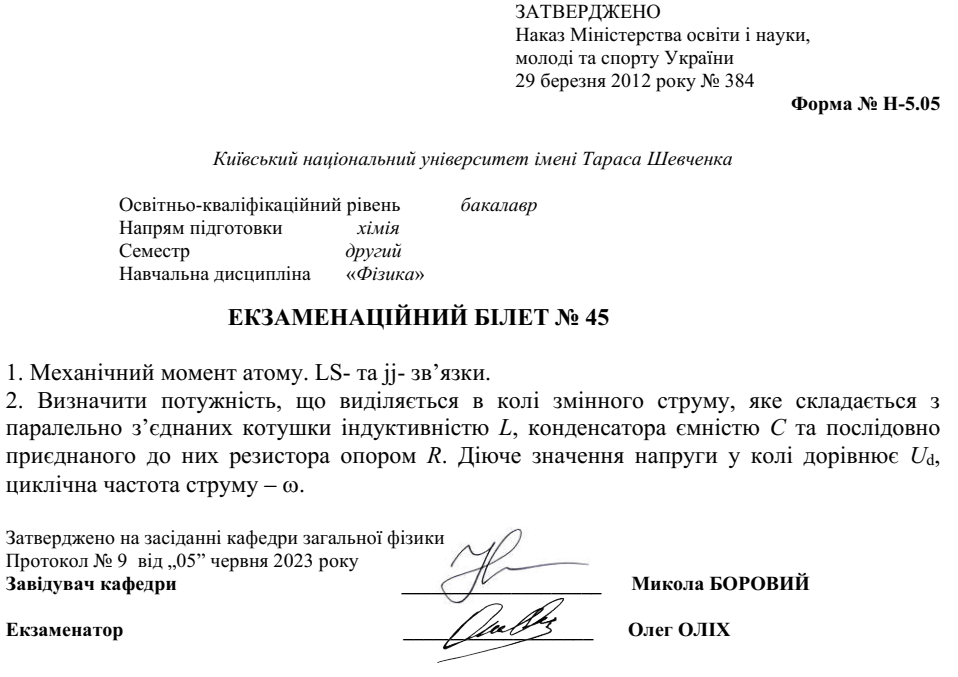 ЗАТВЕРДЖЕНО
Наказ Міністерства освіти і науки,
молоді та спорту України
29 березня 2012 року № 384
Форма № Н-5.05
Київський національний університет імені Тараса Шевченка
Освітньо-кваліфікаційний рівень бакалавр
Напрям підготовки хімія
Семестр другий
Навчальна дисципліна «Фізика»
ЕКЗАМЕНАЦІЙНИЙ БІЛЕТ № 45
1. Механічний момент атому. LS- та jj- зв’язки.
2. Визначити потужність, що виділяється в колі змінного струму, яке складається з
паралельно з’єднаних котушки індуктивністю L, конденсатора ємністю C та послідовно
приєднаного до них резистора опором R. Діюче значення напруги у колі дорівнює Ud,
циклічна частота струму – ω.
Затверджено на засіданні кафедри загальної фізики
Протокол № 9 від „05” червня 2023 року
Завідувач кафедри ____________________ Микола БОРОВИЙ
Екзаменатор ____________________ Олег ОЛІХ